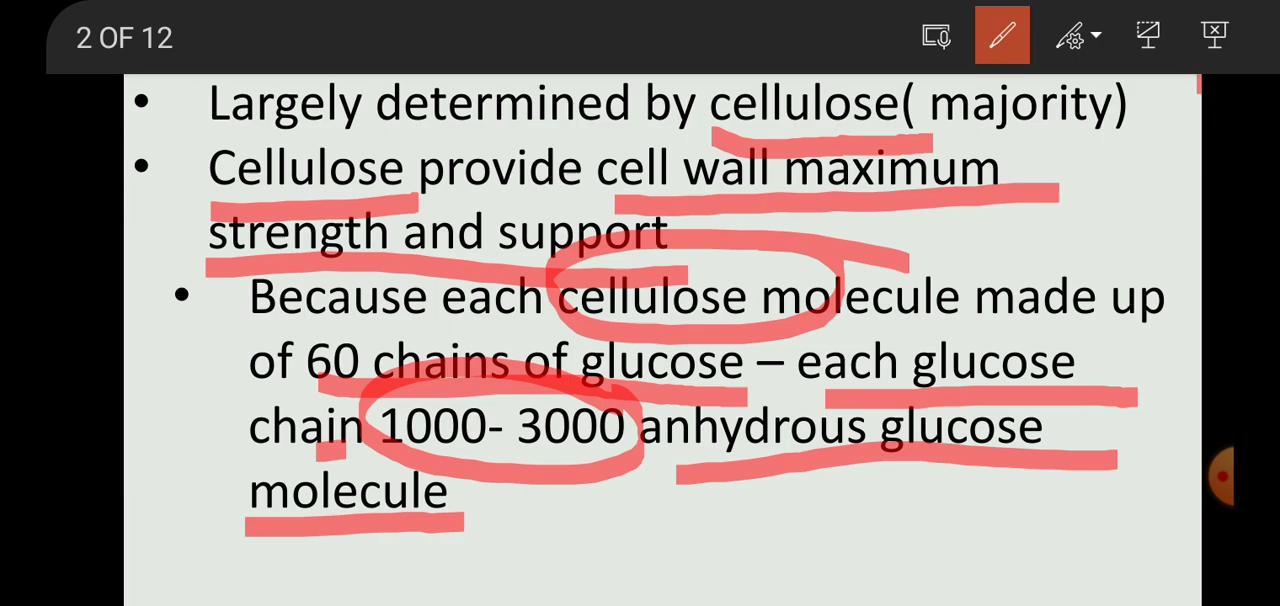 2 OF 12
• Largely determined by cellulose( majority)
• Cellulose provide cell wall maximum
strength and support
• Because each cellulose molecule made up
of 60 chains of glucose – each glucose
chain 1000- 3000 anhydrous glucose
molecule